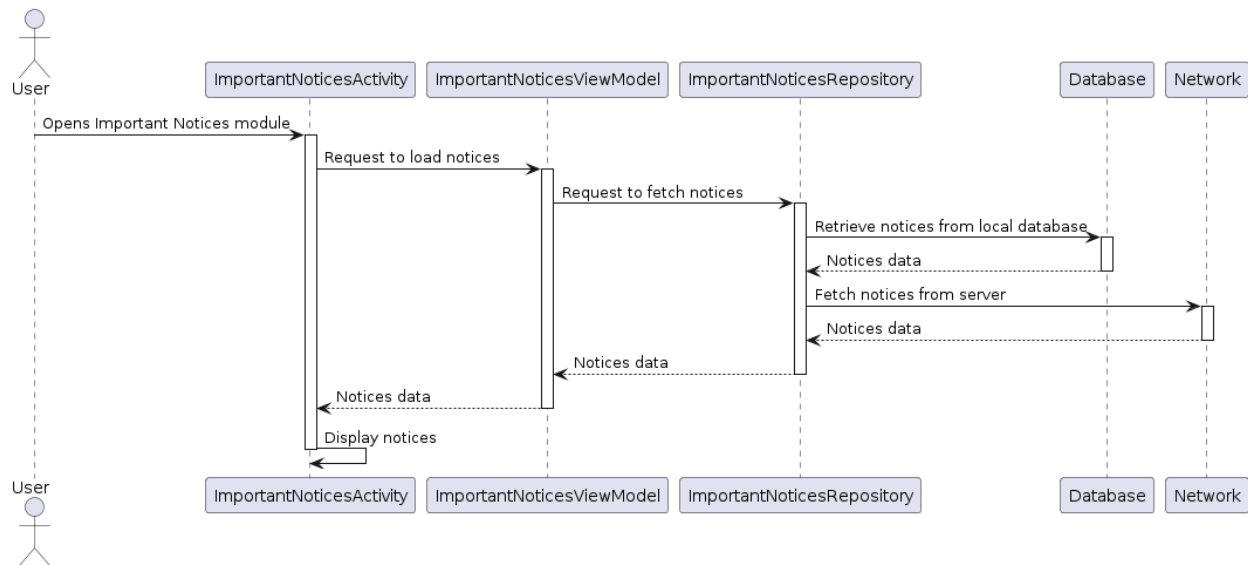 User
ImportantNoticesActivity
ImportantNoticesViewModel
ImportantNoticesRepository
Database
Network
Opens Important Notices module
Request to load notices
Request to fetch notices
Retrieve notices from local database
Notices data
Fetch notices from server
Notices data
Notices data
Notices data
Display notices
User
ImportantNoticesActivity
ImportantNoticesViewModel
ImportantNoticesRepository
Database
Network